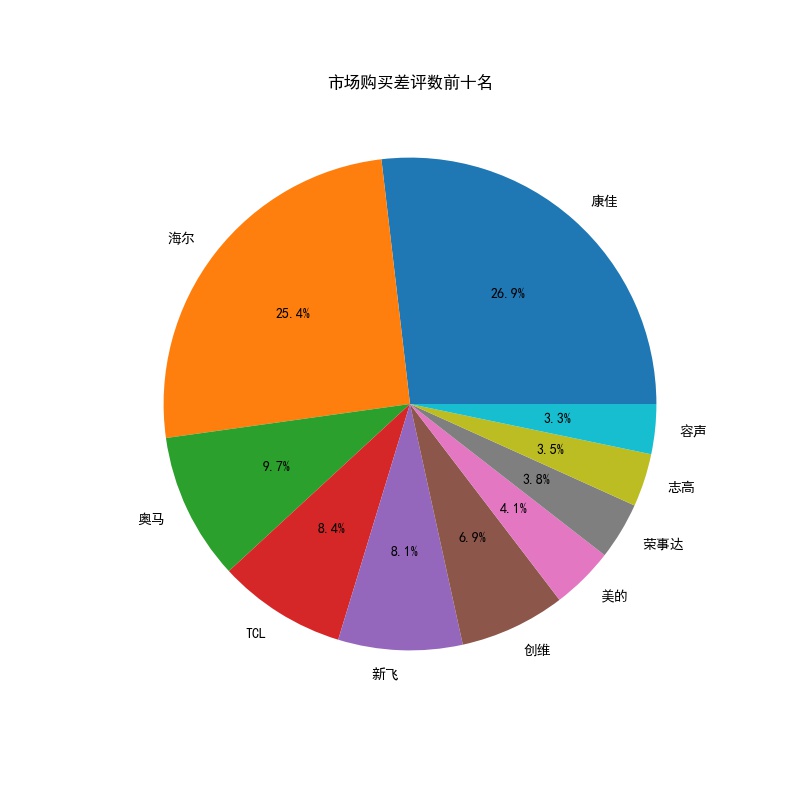 市场购买差评数前十名
康佳
26.9%
海尔
25.4%
奥马
9.7%
TCL
8.4%
新飞
8.1%
创维
6.9%
美的
4.1%
荣事达
3.8%
志高
3.5%
容声
3.3%